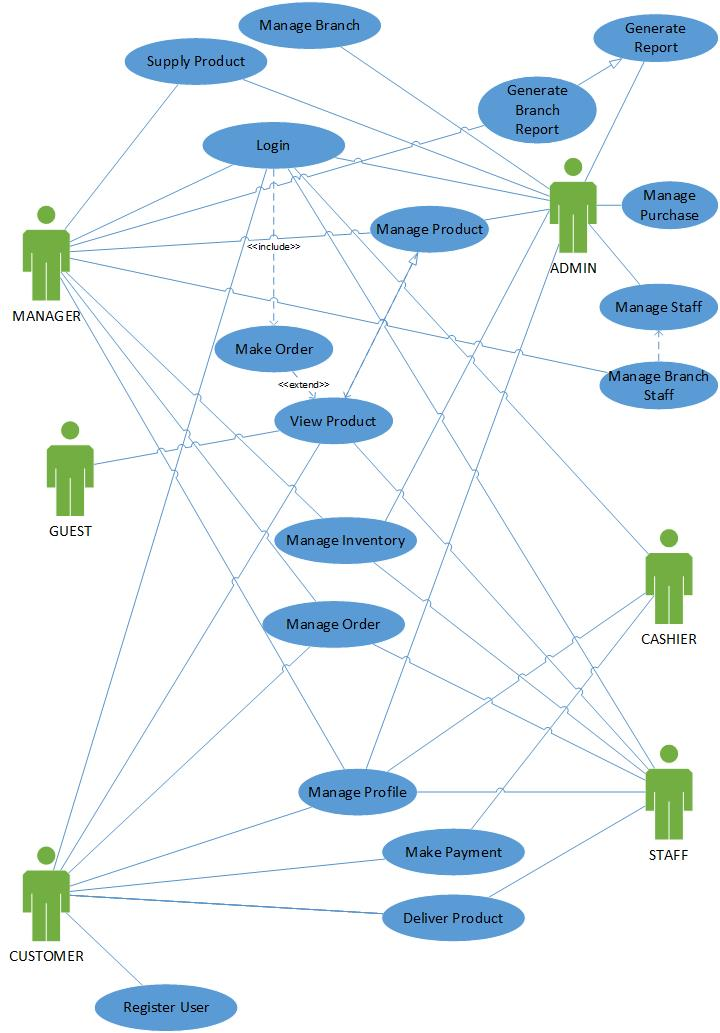 Manage Branch
Generate
Report
Supply Product
Generate
Branch
Report
Login
Manage
Purchase
Manage Product
<<include>>
ADMIN
MANAGER
Manage Staff
Make Order
Manage Branch
Staff
<<extend>>
View Product
GUEST
Manage Inventory
Manage Order
CASHIER
Manage Profile
Make Payment
STAFF
Deliver Product
CUSTOMER
Register User